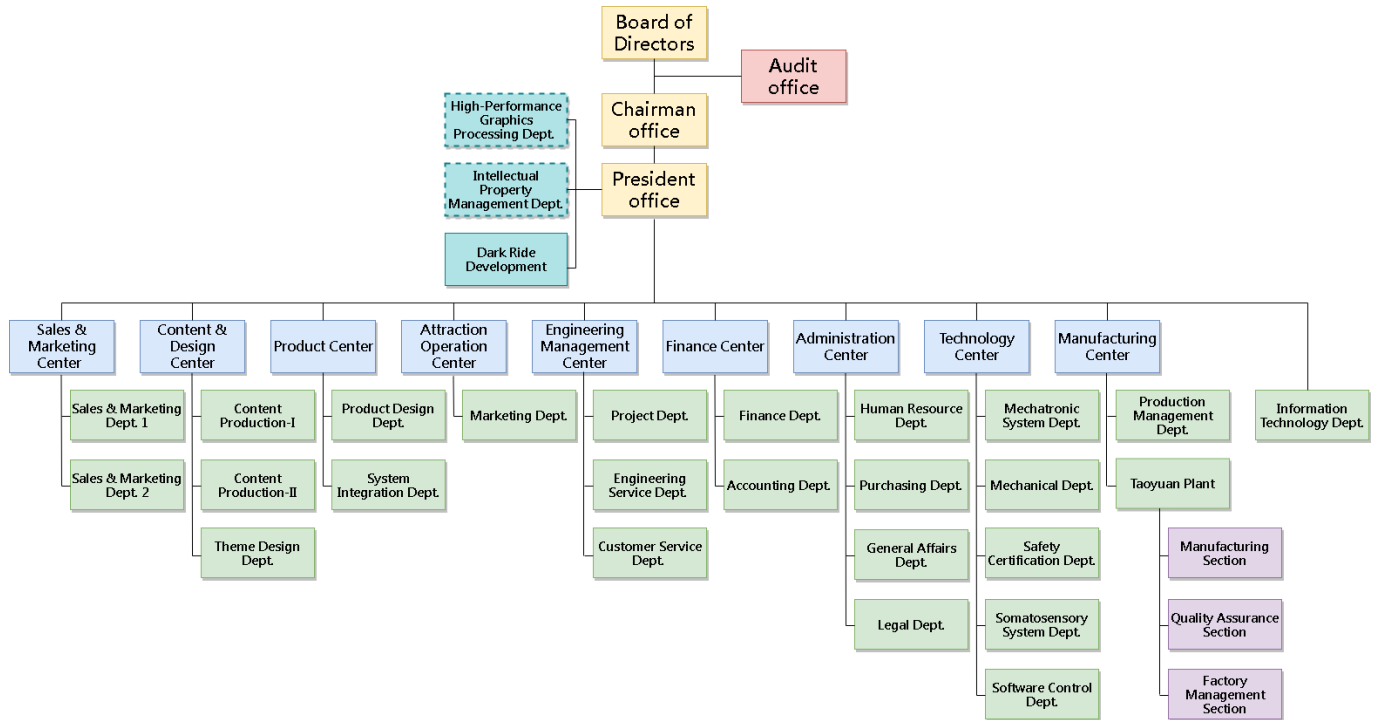 Board of
Directors
Audit
office
High-Performance
Graphics
Processing Dept.
Chairman
office
Intellectual
Property
Management Dept.
President
office
Dark Ride
Development
Sales &
Marketing
Center
Content &
Design
Center
Product Center
Attraction
Operation
Center
Engineering
Management
Center
Finance Center
Administration
Center
Technology
Center
Manufacturing
Center
Sales & Marketing
Dept. 1
Content
Production-I
Product Design
Dept.
Marketing Dept.
Project Dept.
Finance Dept.
Human Resource
Dept.
Mechatronic
System Dept.
Production
Management
Dept.
Information
Technology Dept.
Sales & Marketing
Dept. 2
Content
Production-II
System
Integration Dept.
Engineering
Service Dept.
Accounting Dept.
Purchasing Dept.
Mechanical Dept.
Taoyuan Plant
Theme Design
Dept.
Customer Service
Dept.
General Affairs
Dept.
Safety
Certification Dept.
Manufacturing
Section
Legal Dept.
Somatosensory
System Dept.
Quality Assurance
Section
Software Control
Dept.
Factory
Management
Section